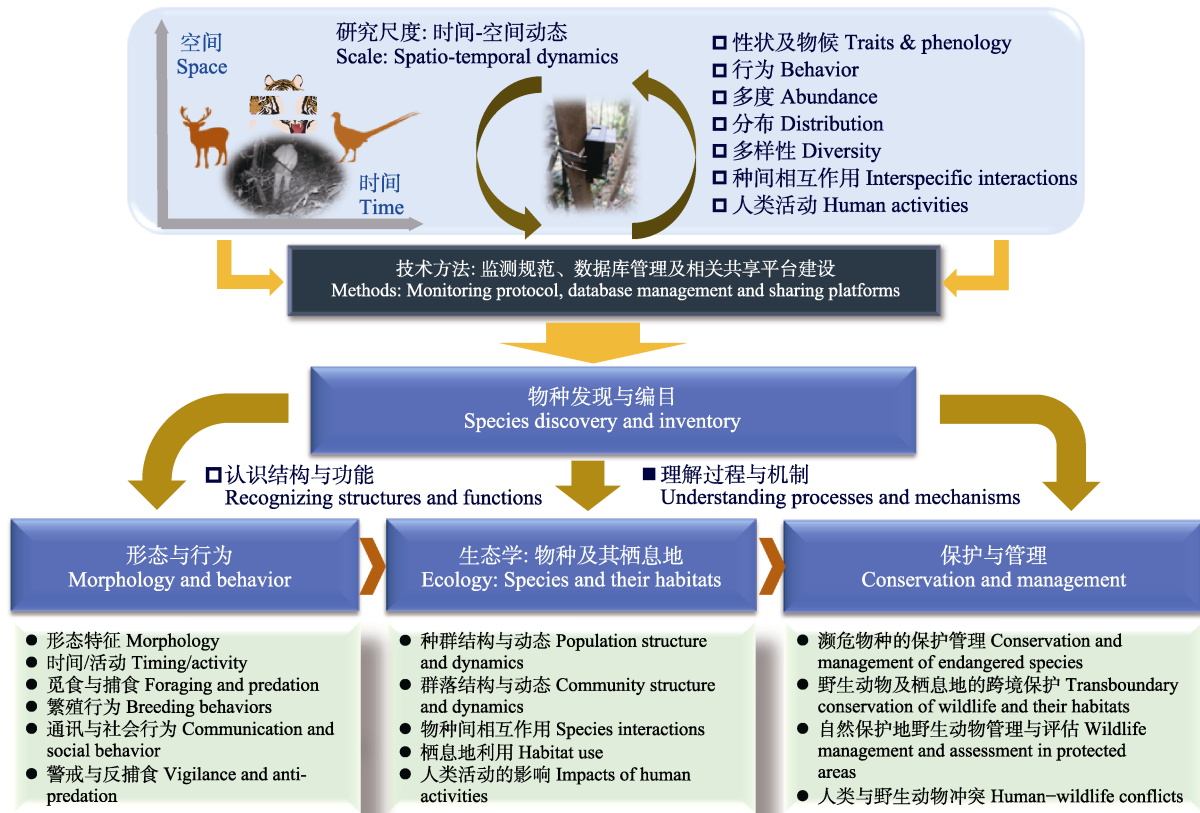 空间
Space
时间
Time
研究尺度: 时间-空间动态
Scale: Spatio-temporal dynamics
性状及物候 Traits & phenology
行为 Behavior
多度 Abundance
分布 Distribution
多样性 Diversity
种间相互作用 Interspecific interactions
人类活动 Human activities
技术方法: 监测规范、数据库管理及相关共享平台建设
Methods: Monitoring protocol, database management and sharing platforms
物种发现与编目
Species discovery and inventory
认识结构与功能
Recognizing structures and functions
理解过程与机制
Understanding processes and mechanisms
形态与行为
Morphology and behavior
形态特征 Morphology
时间/活动 Timing/activity
觅食与捕食 Foraging and predation
繁殖行为 Breeding behaviors
通讯与社会行为 Communication and
social behavior
警戒与反捕食 Vigilance and anti-
predation
生态学: 物种及其栖息地
Ecology: Species and their habitats
种群结构与动态 Population structure
and dynamics
群落结构与动态 Community structure
and dynamics
物种间相互作用 Species interactions
栖息地利用 Habitat use
人类活动的影响 Impacts of human
activities
保护与管理
Conservation and management
濒危物种的保护管理 Conservation and
management of endangered species
野生动物及栖息地的跨境保护 Transboundary
conservation of wildlife and their habitats
自然保护地野生动物管理与评估 Wildlife
management and assessment in protected
areas
人类与野生动物冲突 Human−wildlife conflicts